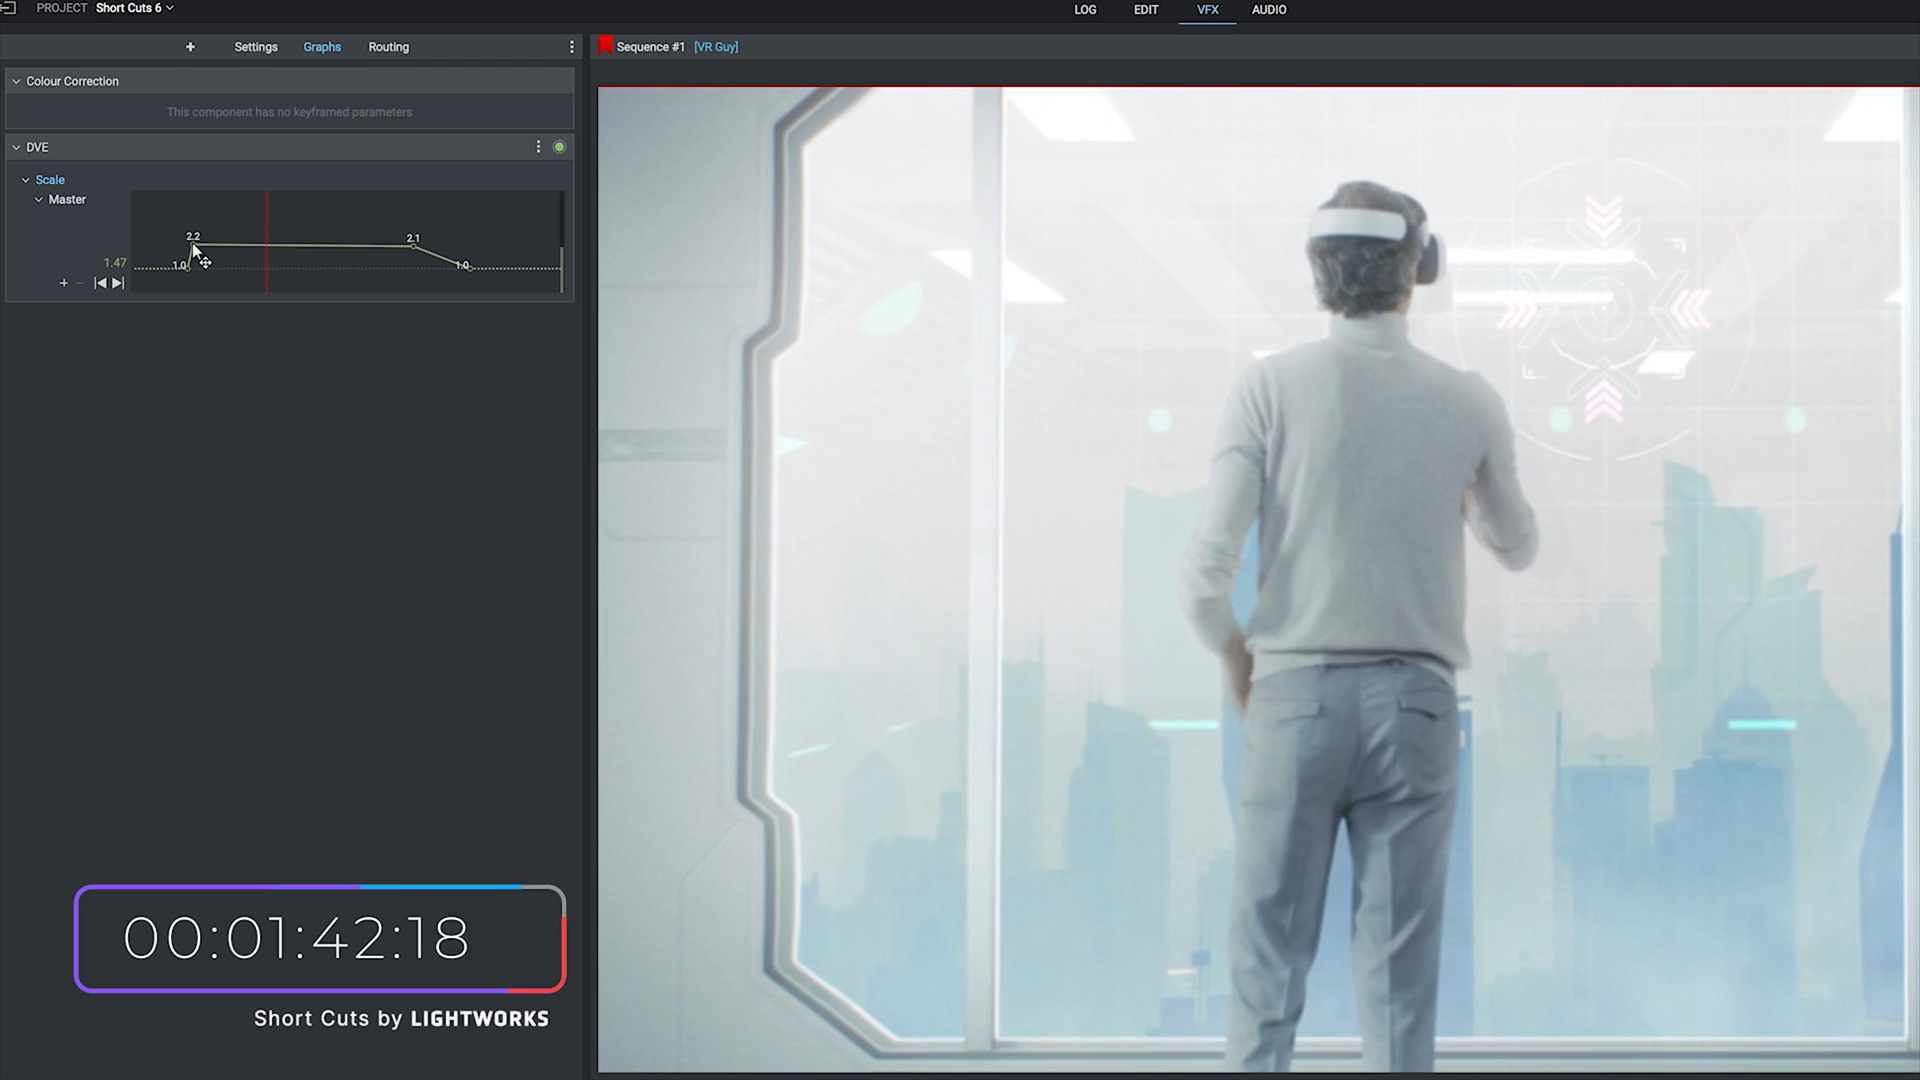 PROJECT Short Cuts 6
LOG EDIT VFX AUDIO
+ Settings Graphs Routing
Sequence #1 [VR Guy]
Colour Correction
This component has no keyframed parameters
DVE
Scale
Master
2.2 2.1
1.47 1.0 1.0
00:01:42:18
Short Cuts by LIGHTWORKS